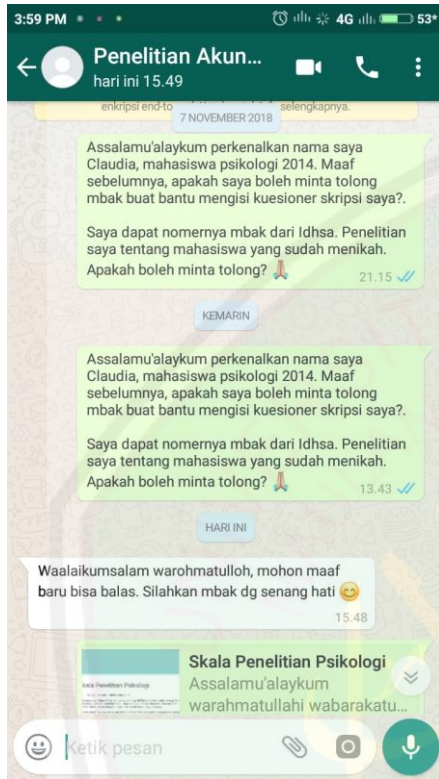 3:59 PM 4G 53*
Penelitian Akun...
hari ini 15.49
enkripsi end-to selengkapnya.
7 NOVEMBER 2018
Assalamu'alaykum perkenalkan nama saya
Claudia, mahasiswa psikologi 2014. Maaf
sebelumnya, apakah saya boleh minta tolong
mbak buat bantu mengisi kuesioner skripsi saya?.
Saya dapat nomernya mbak dari Idhsa. Penelitian
saya tentang mahasiswa yang sudah menikah.
Apakah boleh minta tolong? 🙏
21.15
KEMARIN
Assalamu'alaykum perkenalkan nama saya
Claudia, mahasiswa psikologi 2014. Maaf
sebelumnya, apakah saya boleh minta tolong
mbak buat bantu mengisi kuesioner skripsi saya?.
Saya dapat nomernya mbak dari Idhsa. Penelitian
saya tentang mahasiswa yang sudah menikah.
Apakah boleh minta tolong? 🙏
13.43
HARI INI
Waalaikumsalam warohmatulloh, mohon maaf
baru bisa balas. Silahkan mbak dg senang hati 😊
15.48
Skala Penelitian Psikologi
Skala Penelitian Psikologi
Assalamu'alaykum
warahmatullahi wabarakatu...
Ketik pesan